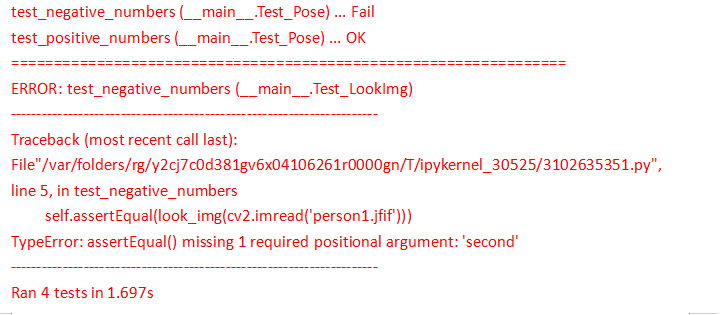 test_negative_numbers (__main__.Test_Pose) ... Fail
test_positive_numbers (__main__.Test_Pose) ... OK
==================================================================
ERROR: test_negative_numbers (__main__.Test_LookImg)
----------------------------------------------------------------------
Traceback (most recent call last):
File"/var/folders/rg/y2cj7c0d381gv6x04106261r0000gn/T/ipykernel_30525/3102635351.py",
line 5, in test_negative_numbers
self.assertEqual(look_img(cv2.imread('person1.jfif')))
TypeError: assertEqual() missing 1 required positional argument: 'second'
----------------------------------------------------------------------
Ran 4 tests in 1.697s